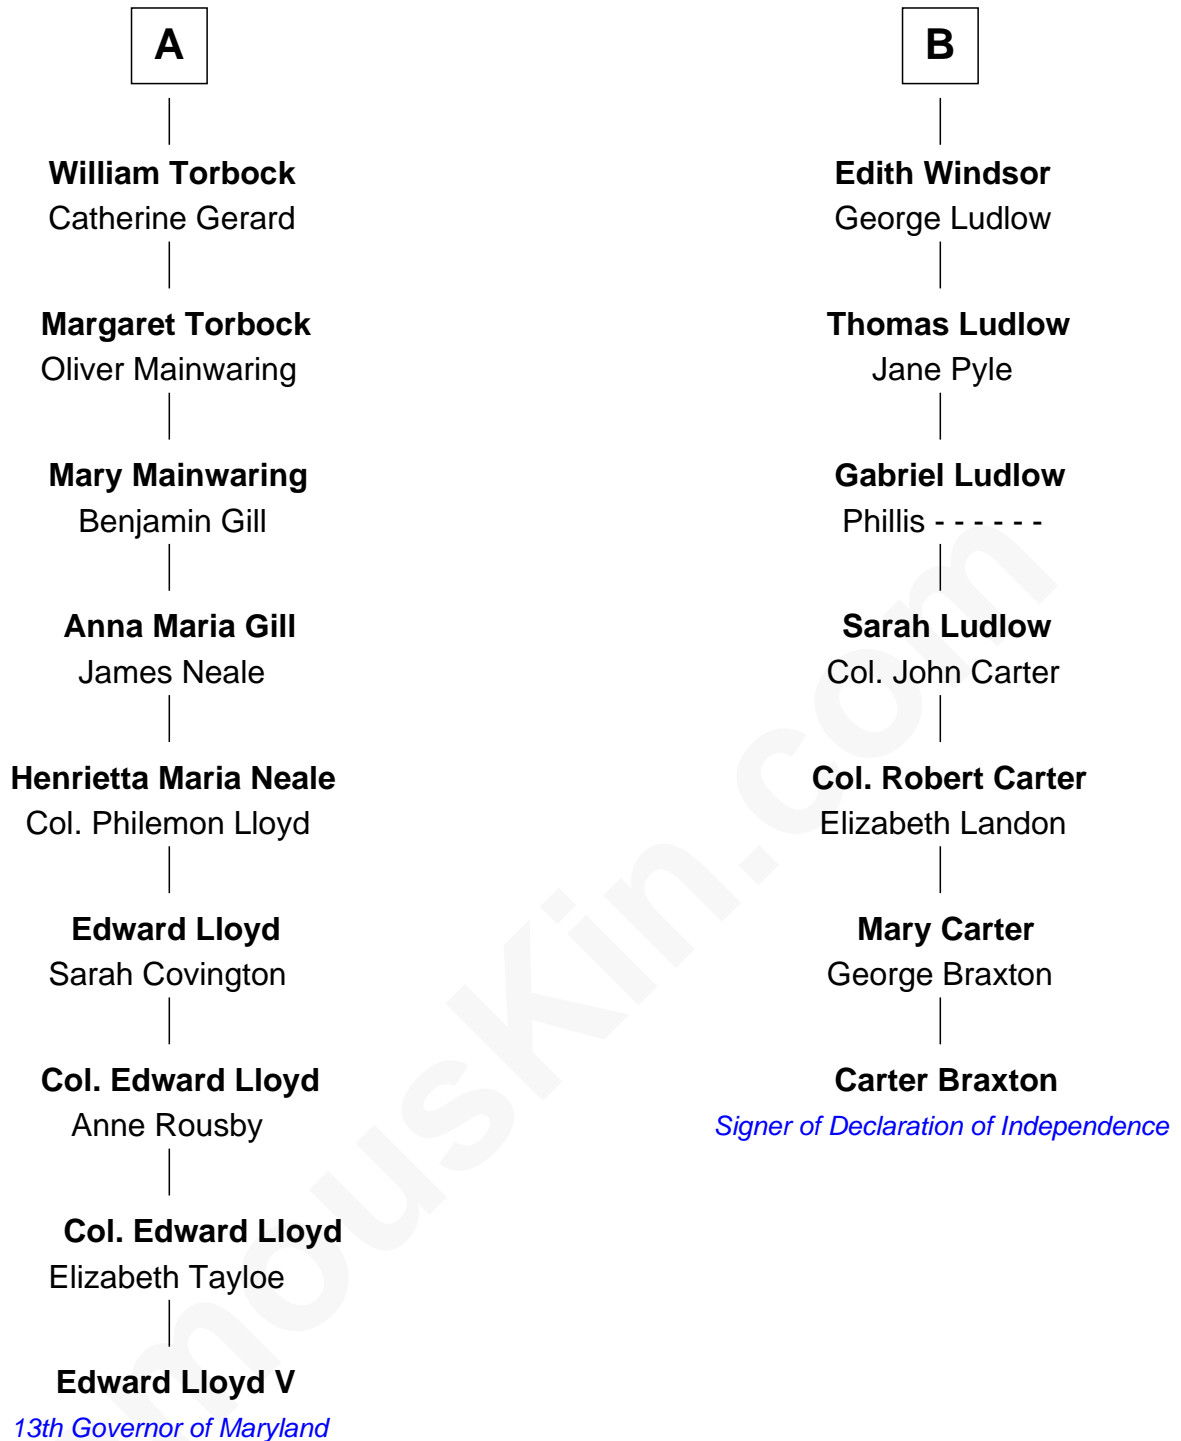 A
William Torbock
Catherine Gerard
Margaret Torbock
Oliver Mainwaring
Mary Mainwaring
Benjamin Gill
Anna Maria Gill
James Neale
Henrietta Maria Neale
Col. Philemon Lloyd
Edward Lloyd
Sarah Covington
Col. Edward Lloyd
Anne Rousby
Col. Edward Lloyd
Elizabeth Tayloe
Edward Lloyd V
13th Governor of Maryland
B
Edith Windsor
George Ludlow
Thomas Ludlow
Jane Pyle
Gabriel Ludlow
Phillis - - - - - -
Sarah Ludlow
Col. John Carter
Col. Robert Carter
Elizabeth Landon
Mary Carter
George Braxton
Carter Braxton
Signer of Declaration of Independence
mousKin.com